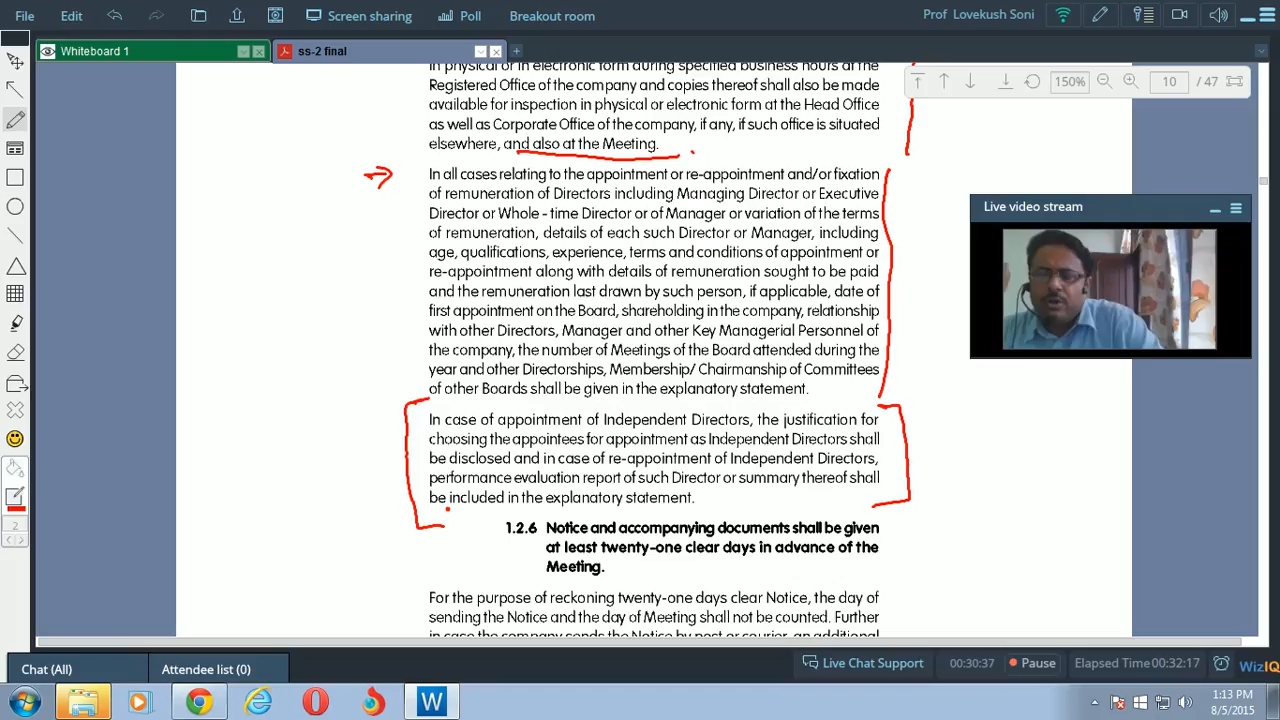 File
Edit
Screen sharing
Poll
Breakout room
Prof Lovekush Soni
Whiteboard 1
ss-2 final
150%
10
/ 47
in physical or in electronic form during specified business hours at the
Registered Office of the company and copies thereof shall also be made
available for inspection in physical or electronic form at the Head Office
as well as Corporate Office of the company, if any, if such office is situated
elsewhere, and also at the Meeting.
In all cases relating to the appointment or re-appointment and/or fixation
of remuneration of Directors including Managing Director or Executive
Director or Whole - time Director or of Manager or variation of the terms
of remuneration, details of each such Director or Manager, including
age, qualifications, experience, terms and conditions of appointment or
re-appointment along with details of remuneration sought to be paid
and the remuneration last drawn by such person, if applicable, date of
first appointment on the Board, shareholding in the company, relationship
with other Directors, Manager and other Key Managerial Personnel of
the company, the number of Meetings of the Board attended during the
year and other Directorships, Membership/ Chairmanship of Committees
of other Boards shall be given in the explanatory statement.
In case of appointment of Independent Directors, the justification for
choosing the appointees for appointment as Independent Directors shall
be disclosed and in case of re-appointment of Independent Directors,
performance evaluation report of such Director or summary thereof shall
be included in the explanatory statement.
1.2.6 Notice and accompanying documents shall be given
at least twenty-one clear days in advance of the
Meeting.
For the purpose of reckoning twenty-one days clear Notice, the day of
sending the Notice and the day of Meeting shall not be counted. Further
in case the company sends the Notice by post or courier, an additional
Live video stream
2
Chat (All)
Attendee list (0)
Live Chat Support
00:30:37
Pause
Elapsed Time
00:32:17
WizIQ
W
1:13 PM
8/5/2015